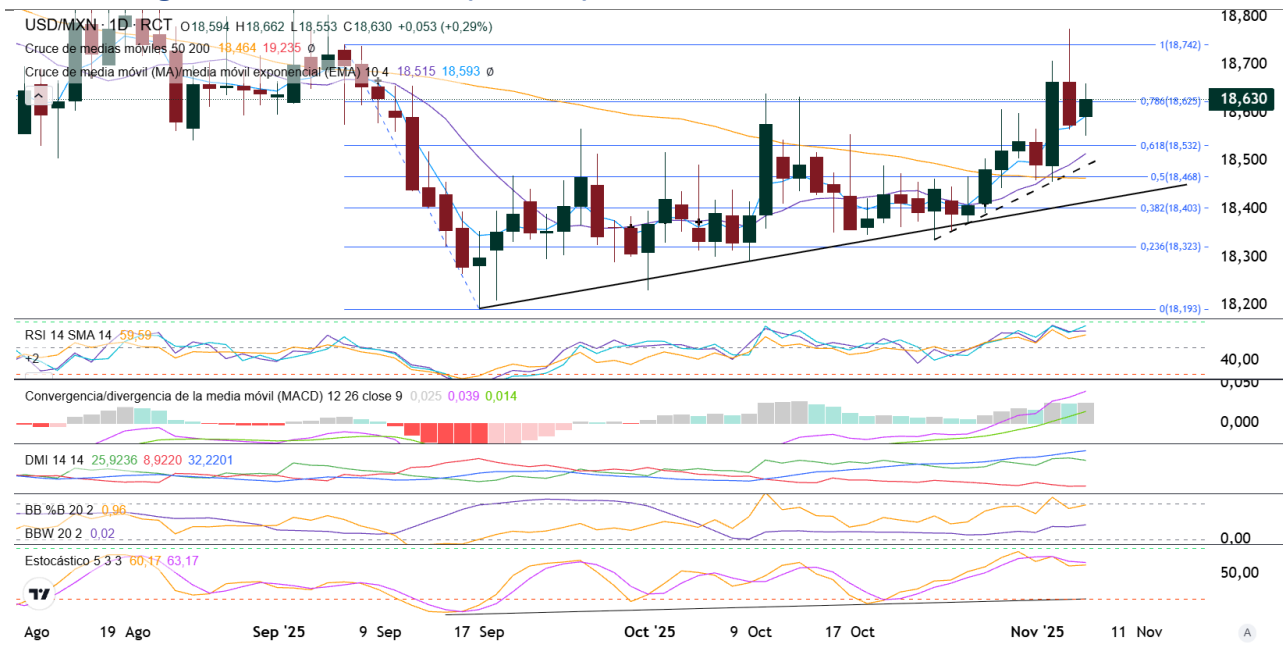 USD/MXN · 1D · RCT O18,594 H18,662 L18,553 C18,630 +0,053 (+0,29%)
Cruce de medias móviles 50 200 18,464 19,235 ø
Cruce de media móvil (MA)/media móvil exponencial (EMA) 10 4 18,515 18,593 ø
18,800
1(18,742)
18,700
18,630
0,786(18,625)
18,600
0,618(18,532)
18,500
0,5(18,468)
0,382(18,403)
18,400
0,236(18,323)
18,300
0(18,193)
18,200
RSI 14 SMA 14 59,59
+2
40,00
Convergencia/divergencia de la media móvil (MACD) 12 26 close 9 0,025 0,039 0,014
0,050
0,000
DMI 14 14 25,9236 8,9220 32,2201
BB %B 20 2 0,96
BBW 20 2 0,02
0,00
Estocástico 5 3 3 60,17 63,17
50,00
Ago 19 Ago Sep '25 9 Sep 17 Sep Oct '25 9 Oct 17 Oct Nov '25 11 Nov
A